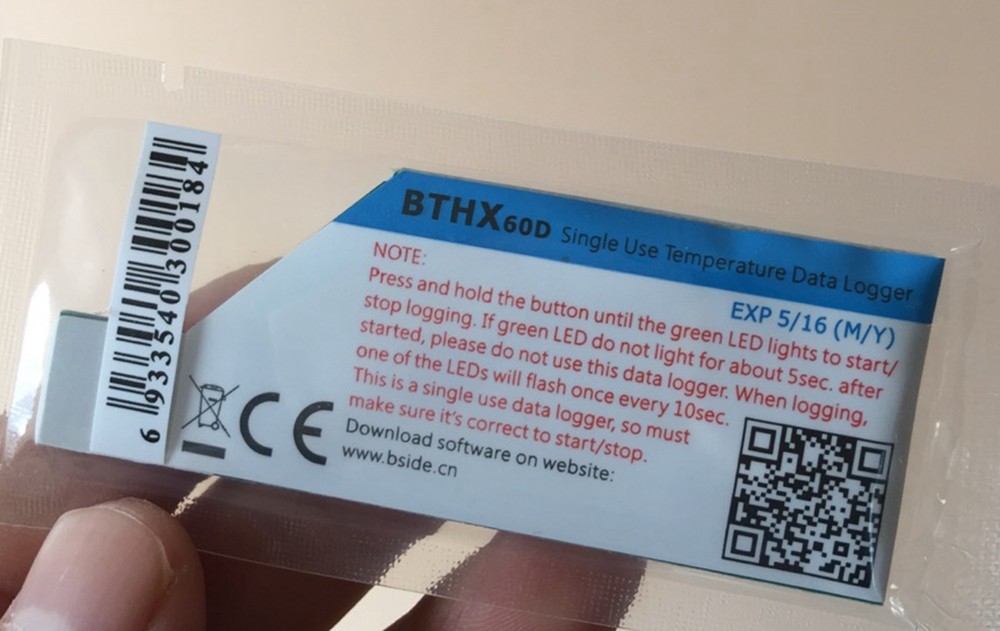 BTHX60D Single Use Temperature Data Logger
EXP 5/16 (M/Y)
NOTE:
Press and hold the button until the green LED lights to start/
stop logging. If green LED do not light for about 5sec. after
started, please do not use this data logger. When logging,
one of the LEDs will flash once every 10sec.
This is a single use data logger, so must
make sure it's correct to start/stop.
Download software on website:
www.bside.cn
CE
6 933540 300184